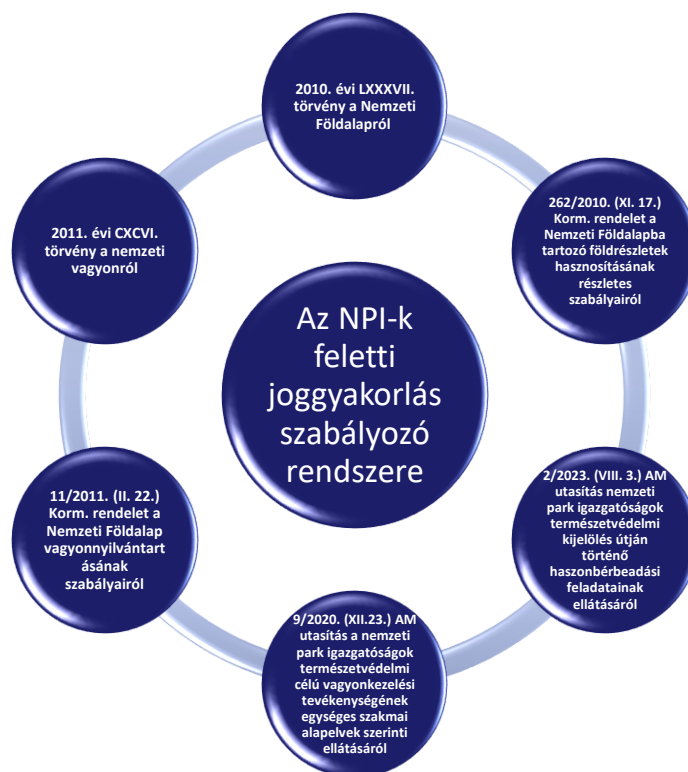 2010. évi LXXXVII.
törvény a Nemzeti
Földalapról
262/2010. (XI. 17.)
Korm. rendelet a
Nemzeti Földalapba
tartozó földrészletek
hasznosításának
részletes
szabályairól
2/2023. (VIII. 3.) AM
utasítás nemzeti
park igazgatóságok
természetvédelmi
kijelölés útján
történő
haszonbérbeadási
feladatainak
ellátásáról
9/2020. (XII.23.) AM
utasítás a nemzeti
park igazgatóságok
természetvédelmi
célú vagyonkezelési
tevékenységének
egységes szakmai
alapelvek szerinti
ellátásáról
11/2011. (II. 22.)
Korm. rendelet a
Nemzeti Földalap
vagyonnyilvántart
ásának
szabályairól
2011. évi CXCVI.
törvény a nemzeti
vagyonról
Az NPI-k
feletti
joggyakorlás
szabályozó
rendszere